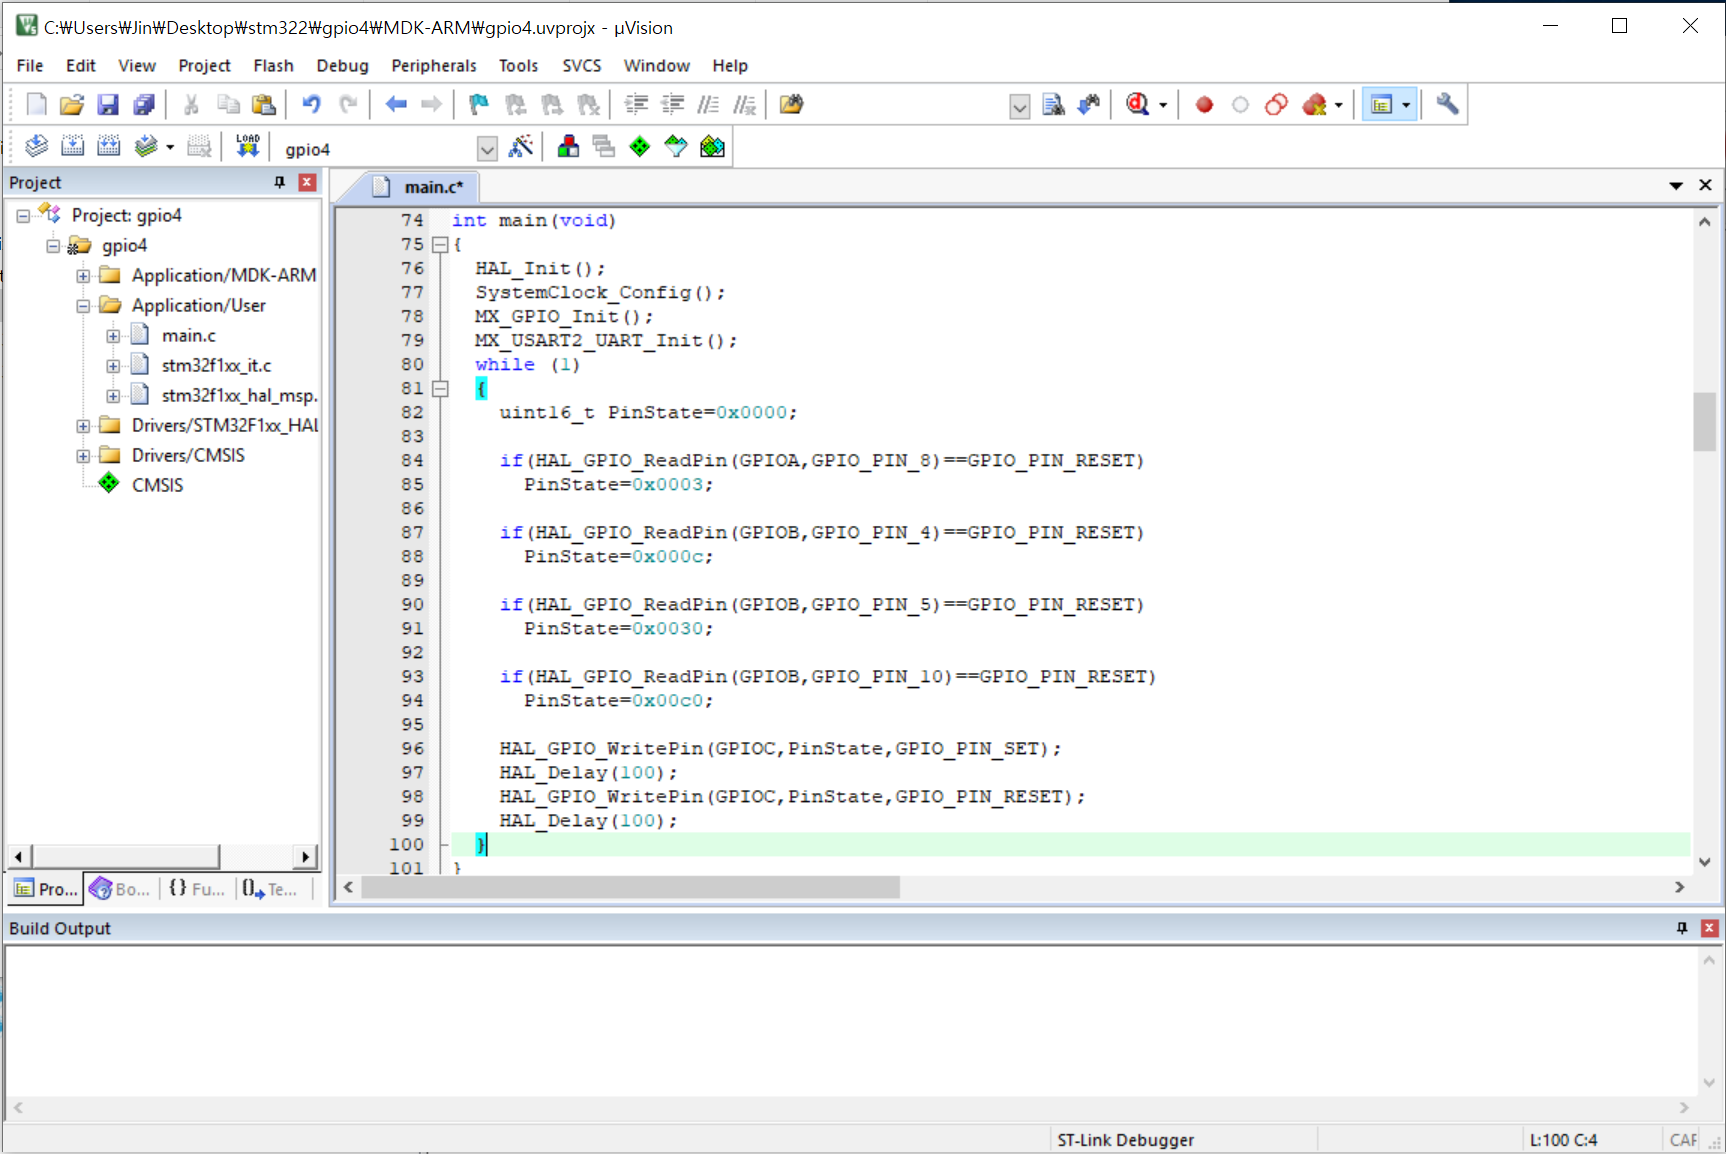 C:₩Users₩Jin₩Desktop₩stm322₩gpio4₩MDK-ARM₩gpio4.uvprojx - µVision
File Edit View Project Flash Debug Peripherals Tools SVCS Window Help
LOAD
gpio4
Project
main.c*
Project: gpio4
gpio4
Application/MDK-ARM
Application/User
main.c
stm32f1xx_it.c
stm32f1xx_hal_msp.
Drivers/STM32F1xx_HAL
Drivers/CMSIS
CMSIS
Pro... Bo... {} Fu... Te...
74 int main(void)
75 {
76 HAL_Init();
77 SystemClock_Config();
78 MX_GPIO_Init();
79 MX_USART2_UART_Init();
80 while (1)
81 {
82 uint16_t PinState=0x0000;
83
84 if(HAL_GPIO_ReadPin(GPIOA,GPIO_PIN_8)==GPIO_PIN_RESET)
85 PinState=0x0003;
86
87 if(HAL_GPIO_ReadPin(GPIOB,GPIO_PIN_4)==GPIO_PIN_RESET)
88 PinState=0x000c;
89
90 if(HAL_GPIO_ReadPin(GPIOB,GPIO_PIN_5)==GPIO_PIN_RESET)
91 PinState=0x0030;
92
93 if(HAL_GPIO_ReadPin(GPIOB,GPIO_PIN_10)==GPIO_PIN_RESET)
94 PinState=0x00c0;
95
96 HAL_GPIO_WritePin(GPIOC,PinState,GPIO_PIN_SET);
97 HAL_Delay(100);
98 HAL_GPIO_WritePin(GPIOC,PinState,GPIO_PIN_RESET);
99 HAL_Delay(100);
100 }
101 }
Build Output
ST-Link Debugger
L:100 C:4
CAP